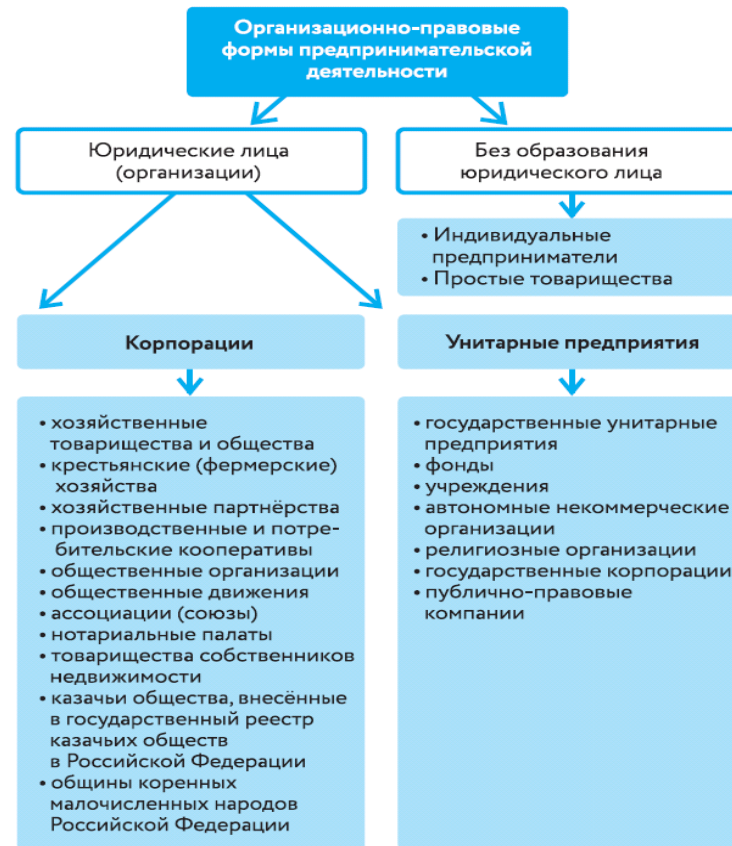 Организационно-правовые
формы предпринимательской
деятельности
Юридические лица
(организации)
Без образования
юридического лица
• Индивидуальные
предприниматели
• Простые товарищества
Корпорации
Унитарные предприятия
• хозяйственные
товарищества и общества
• крестьянские (фермерские)
хозяйства
• хозяйственные партнёрства
• производственные и потре-
бительские кооперативы
• общественные организации
• общественные движения
• ассоциации (союзы)
• нотариальные палаты
• товарищества собственников
недвижимости
• казачьи общества, внесённые
в государственный реестр
казачьих обществ
в Российской Федерации
• общины коренных
малочисленных народов
Российской Федерации
• государственные унитарные
предприятия
• фонды
• учреждения
• автономные некоммерческие
организации
• религиозные организации
• государственные корпорации
• публично-правовые
компании